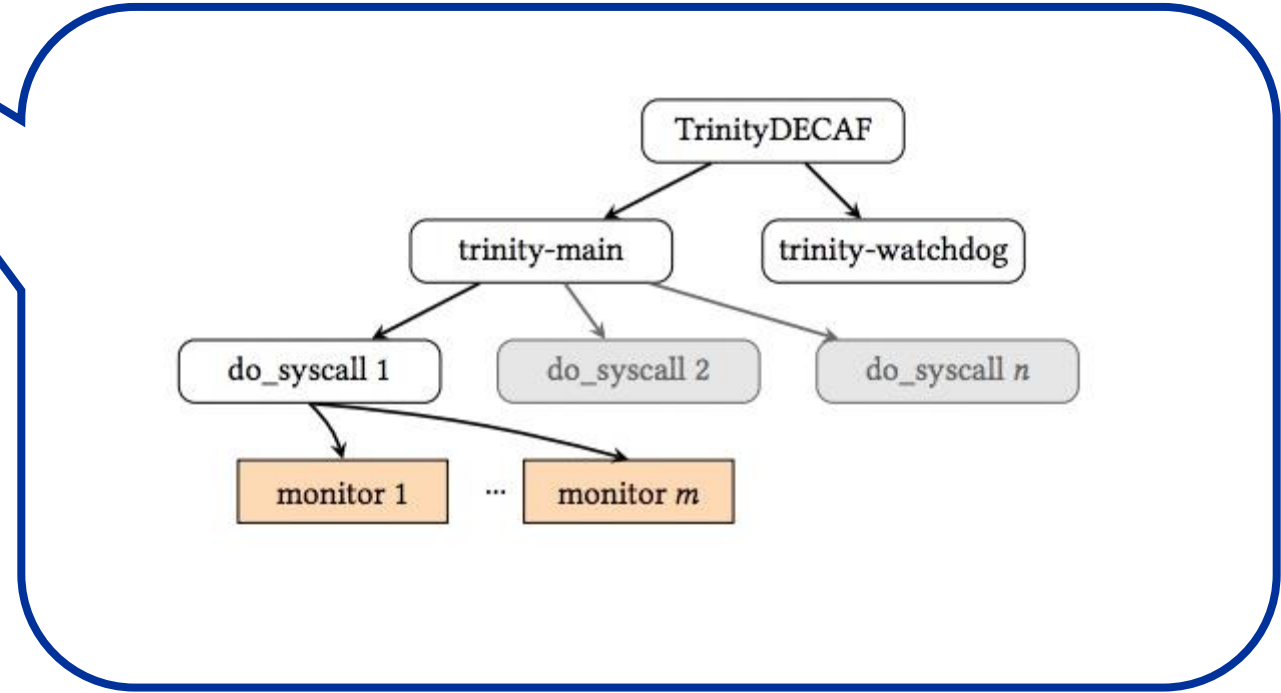 TrinityDECAF
trinity-main
trinity-watchdog
do_syscall 1
do_syscall 2
do_syscall n
monitor 1
...
monitor m